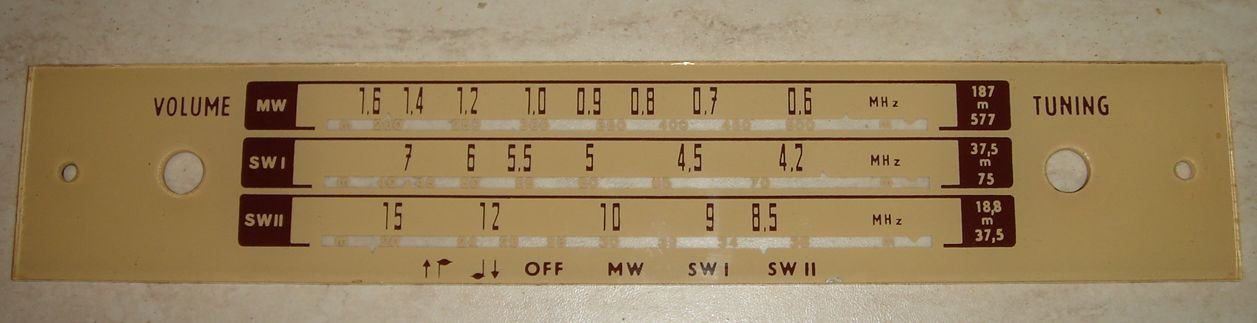 VOLUME
MW
1,6 1,4 1,2 1,0 0,9 0,8 0,7 0,6 MHz
187
m
577
TUNING
SW I
7 6 5,5 5 4,5 4,2 MHz
37,5
m
75
SW II
15 12 10 9 8,5 MHz
18,8
m
37,5
OFF MW SW I SW II